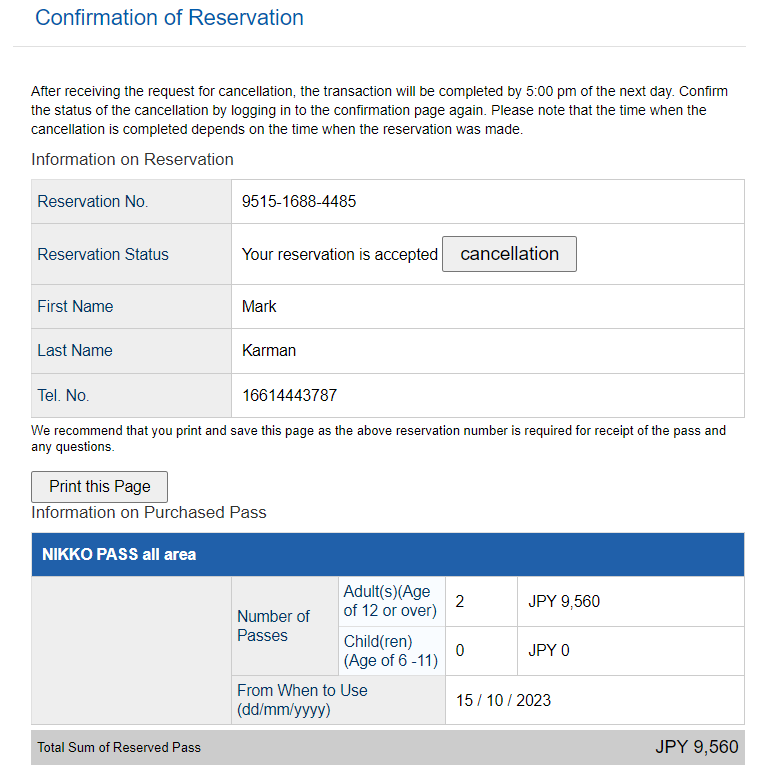 Confirmation of Reservation
After receiving the request for cancellation, the transaction will be completed by 5:00 pm of the next day. Confirm
the status of the cancellation by logging in to the confirmation page again. Please note that the time when the
cancellation is completed depends on the time when the reservation was made.
Information on Reservation
Reservation No. 9515-1688-4485
Reservation Status Your reservation is accepted cancellation
First Name Mark
Last Name Karman
Tel. No. 16614443787
We recommend that you print and save this page as the above reservation number is required for receipt of the pass and
any questions.
Print this Page
Information on Purchased Pass
NIKKO PASS all area
Number of
Passes
Adult(s)(Age
of 12 or over)
2 JPY 9,560
Child(ren)
(Age of 6 -11)
0 JPY 0
From When to Use
(dd/mm/yyyy)
15 / 10 / 2023
Total Sum of Reserved Pass JPY 9,560